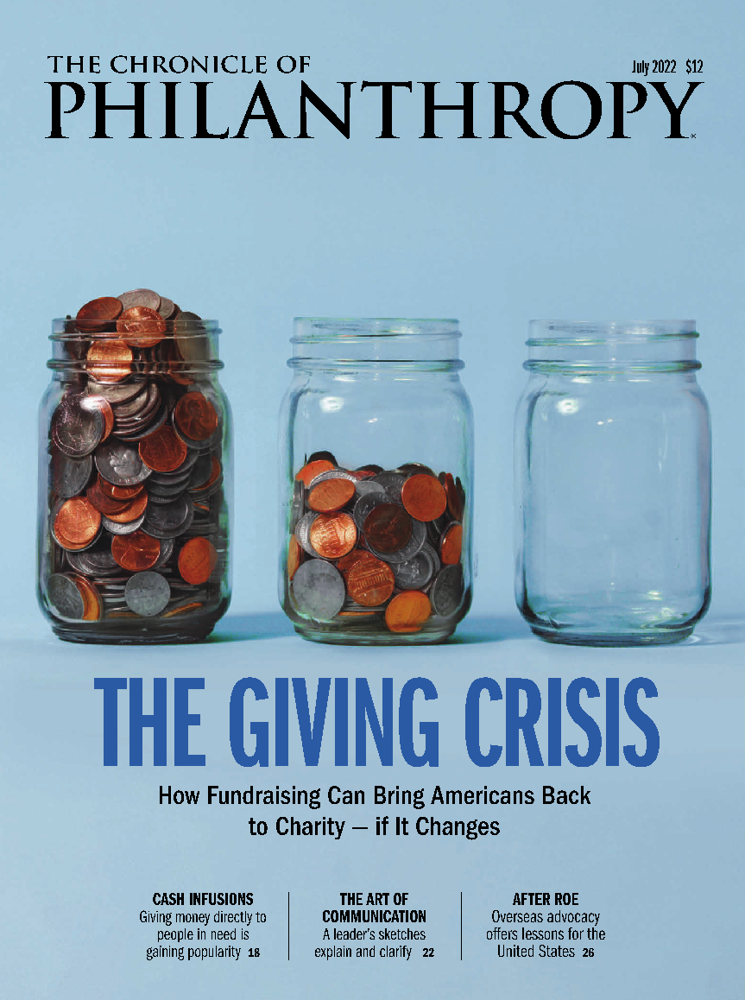 THE CHRONICLE OF
July 2022 $12
PHILANTHROPY
THE GIVING CRISIS
How Fundraising Can Bring Americans Back
to Charity — if It Changes
CASH INFUSIONS
Giving money directly to
people in need is
gaining popularity 18
THE ART OF
COMMUNICATION
A leader's sketches
explain and clarify 22
AFTER ROE
Overseas advocacy
offers lessons for the
United States 26